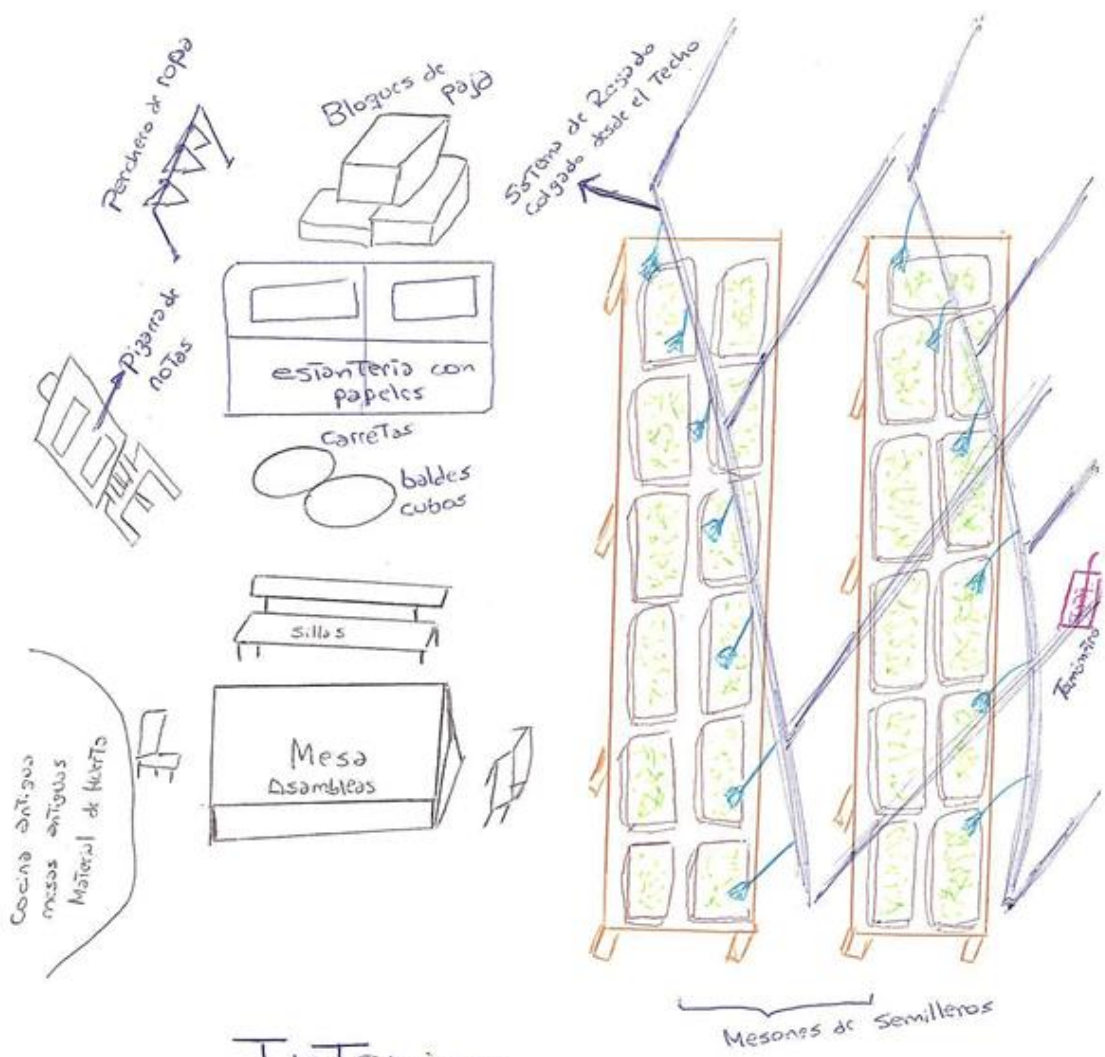 Perchero de ropa
Bloques de
paja
Sistema de Regado
colgado desde el Techo
Pizarra de
notas
estantería con
papeles
carretas
baldes
cubos
Sillas
Mesa
Asambleas
Cocina antigua
mesas antiguas
Material de Huerto
Mesones de Semilleros